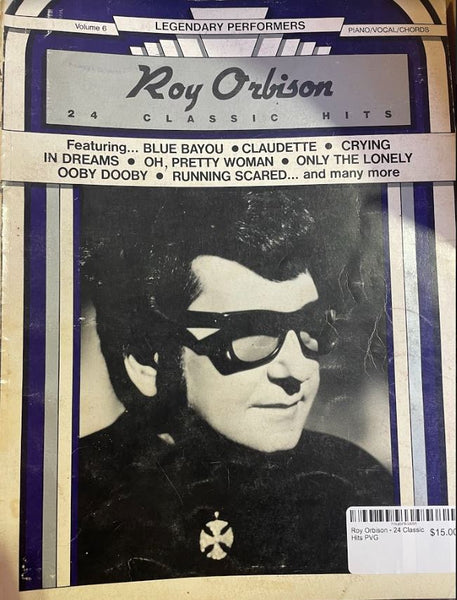 Volume 6
LEGENDARY PERFORMERS
PIANO/VOCAL/CHORDS
Roy Orbison
24 CLASSIC HITS
Featuring... BLUE BAYOU • CLAUDETTE • CRYING
IN DREAMS • OH, PRETTY WOMAN • ONLY THE LONELY
OOBY DOOBY • RUNNING SCARED... and many more
Roy Orbison - 24 Classic
Hits PVG
$15.00